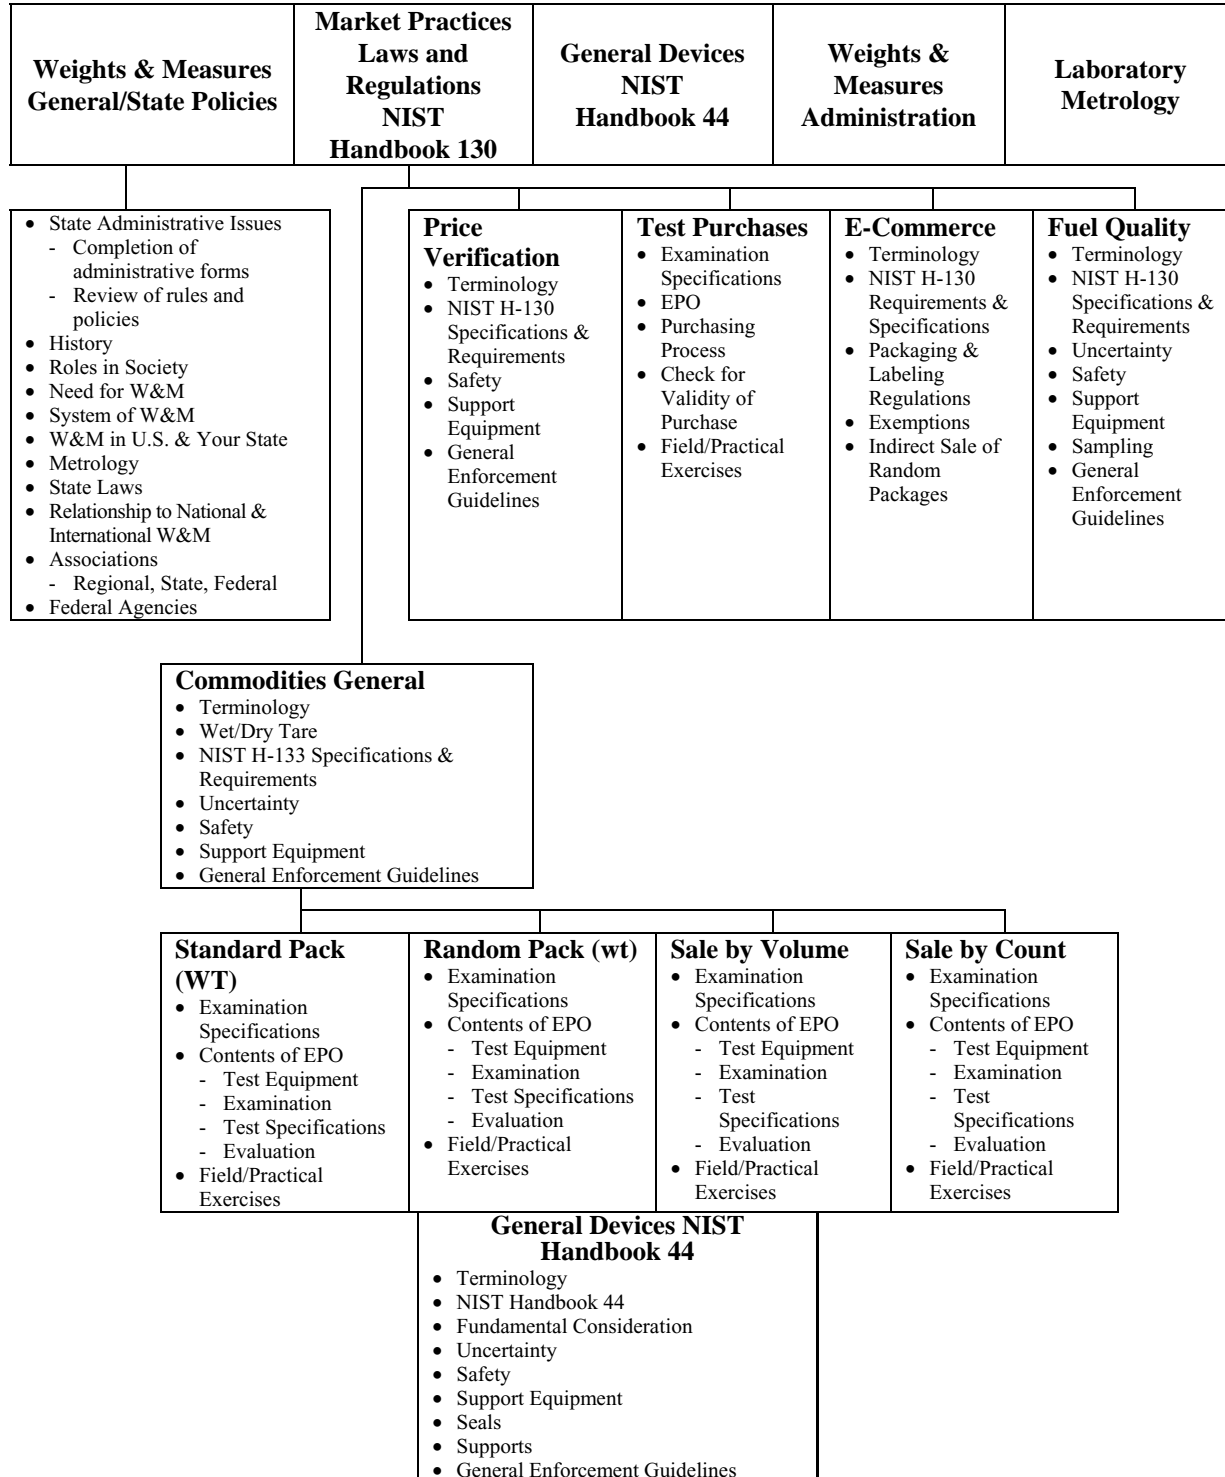 Weights & Measures
General/State Policies
Market Practices
Laws and
Regulations
NIST
Handbook 130
General Devices
NIST
Handbook 44
Weights &
Measures
Administration
Laboratory
Metrology
• State Administrative Issues
- Completion of
administrative forms
- Review of rules and
policies
• History
• Roles in Society
• Need for W&M
• System of W&M
• W&M in U.S. & Your State
• Metrology
• State Laws
• Relationship to National &
International W&M
• Associations
- Regional, State, Federal
• Federal Agencies
Price
Verification
• Terminology
• NIST H-130
Specifications &
Requirements
• Safety
• Support
Equipment
• General
Enforcement
Guidelines
Test Purchases
• Examination
Specifications
• EPO
• Purchasing
Process
• Check for
Validity of
Purchase
• Field/Practical
Exercises
E-Commerce
• Terminology
• NIST H-130
Requirements &
Specifications
• Packaging &
Labeling
Regulations
• Exemptions
• Indirect Sale of
Random
Packages
Fuel Quality
• Terminology
• NIST H-130
Specifications &
Requirements
• Uncertainty
• Safety
• Support
Equipment
• Sampling
• General
Enforcement
Guidelines
Commodities General
• Terminology
• Wet/Dry Tare
• NIST H-133 Specifications &
Requirements
• Uncertainty
• Safety
• Support Equipment
• General Enforcement Guidelines
Standard Pack
(WT)
• Examination
Specifications
• Contents of EPO
- Test Equipment
- Examination
- Test Specifications
- Evaluation
• Field/Practical
Exercises
Random Pack (wt)
• Examination
Specifications
• Contents of EPO
- Test Equipment
- Examination
- Test Specifications
- Evaluation
• Field/Practical
Exercises
Sale by Volume
• Examination
Specifications
• Contents of EPO
- Test Equipment
- Examination
- Test
Specifications
- Evaluation
• Field/Practical
Exercises
Sale by Count
• Examination
Specifications
• Contents of EPO
- Test Equipment
- Examination
- Test
Specifications
- Evaluation
• Field/Practical
Exercises
General Devices NIST
Handbook 44
• Terminology
• NIST Handbook 44
• Fundamental Consideration
• Uncertainty
• Safety
• Support Equipment
• Seals
• Supports
• General Enforcement Guidelines